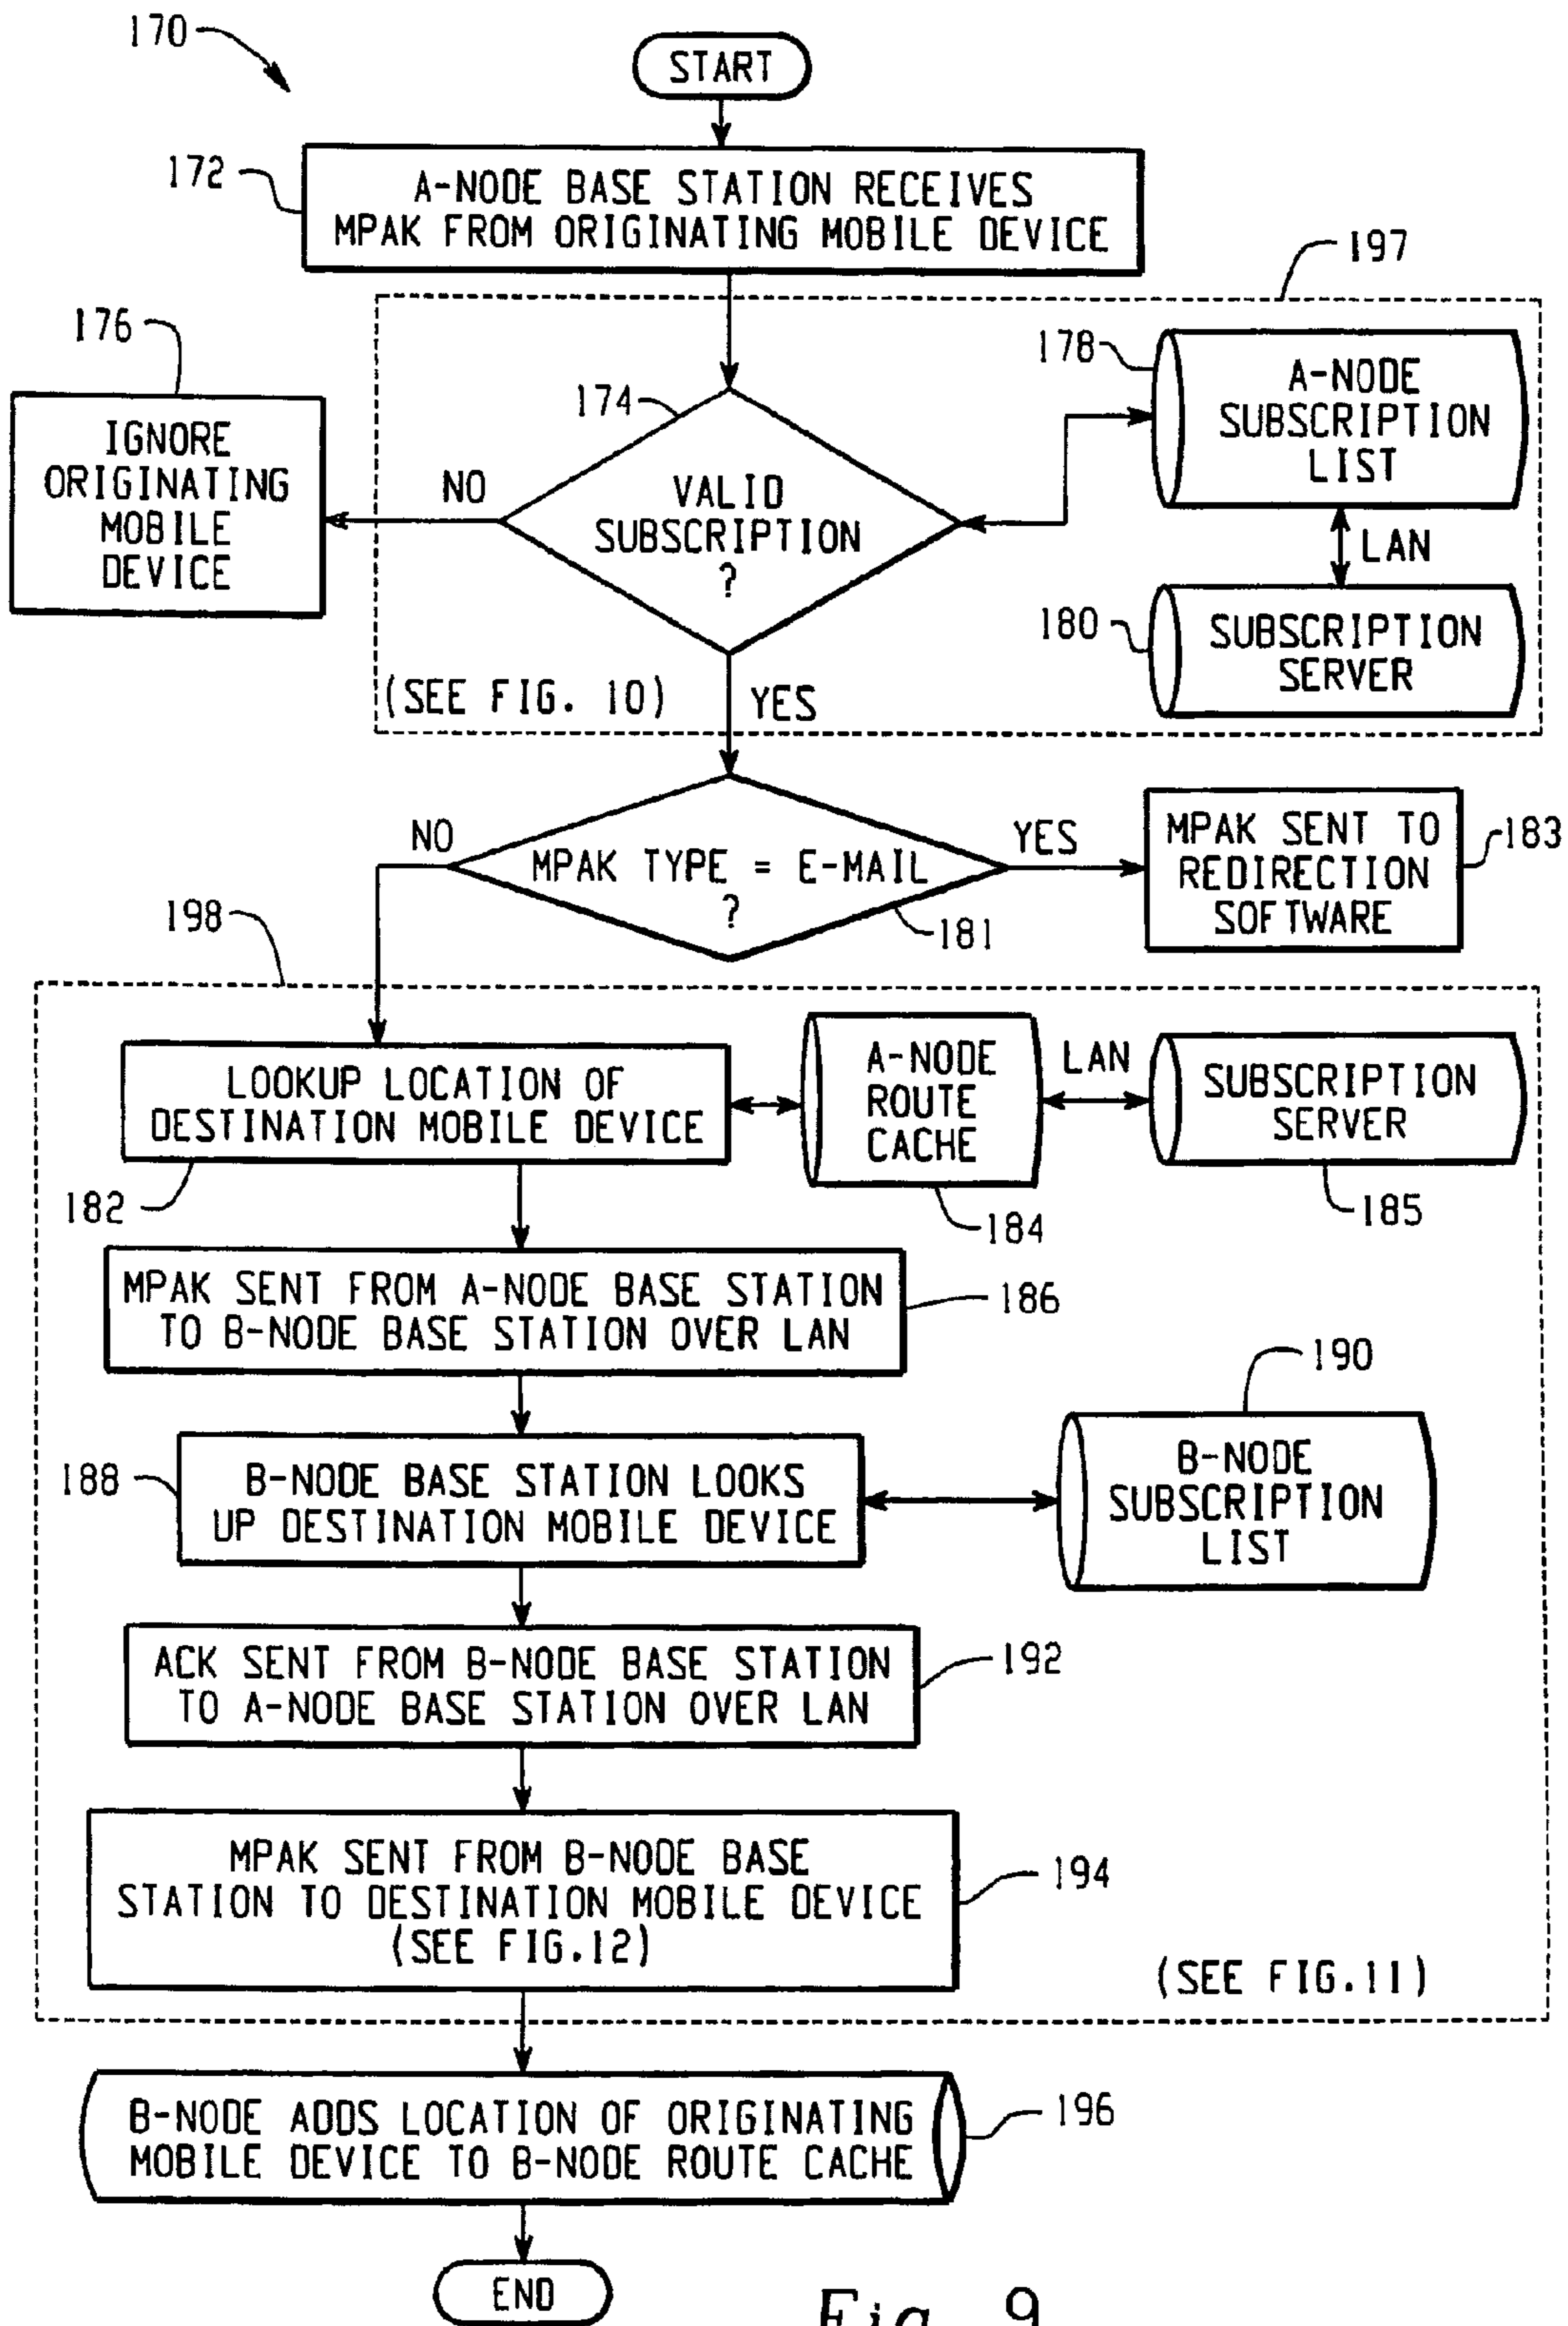 170
START
172
A-NODE BASE STATION RECEIVES
MPAK FROM ORIGINATING MOBILE DEVICE
197
176
178
A-NODE
SUBSCRIPTION
LIST
174
IGNORE
ORIGINATING
MOBILE
DEVICE
NO
VALID
SUBSCRIPTION
?
LAN
180
SUBSCRIPTION
SERVER
(SEE FIG. 10)
YES
NO
MPAK TYPE = E-MAIL
?
YES
MPAK SENT TO
REDIRECTION
SOFTWARE
183
181
198
LOOKUP LOCATION OF
DESTINATION MOBILE DEVICE
A-NODE
ROUTE
CACHE
LAN
SUBSCRIPTION
SERVER
182
184
185
MPAK SENT FROM A-NODE BASE STATION
TO B-NODE BASE STATION OVER LAN
186
190
188
B-NODE BASE STATION LOOKS
UP DESTINATION MOBILE DEVICE
B-NODE
SUBSCRIPTION
LIST
ACK SENT FROM B-NODE BASE STATION
TO A-NODE BASE STATION OVER LAN
192
MPAK SENT FROM B-NODE BASE
STATION TO DESTINATION MOBILE DEVICE
(SEE FIG.12)
194
(SEE FIG.11)
B-NODE ADDS LOCATION OF ORIGINATING
MOBILE DEVICE TO B-NODE ROUTE CACHE
196
END
Fig. 9